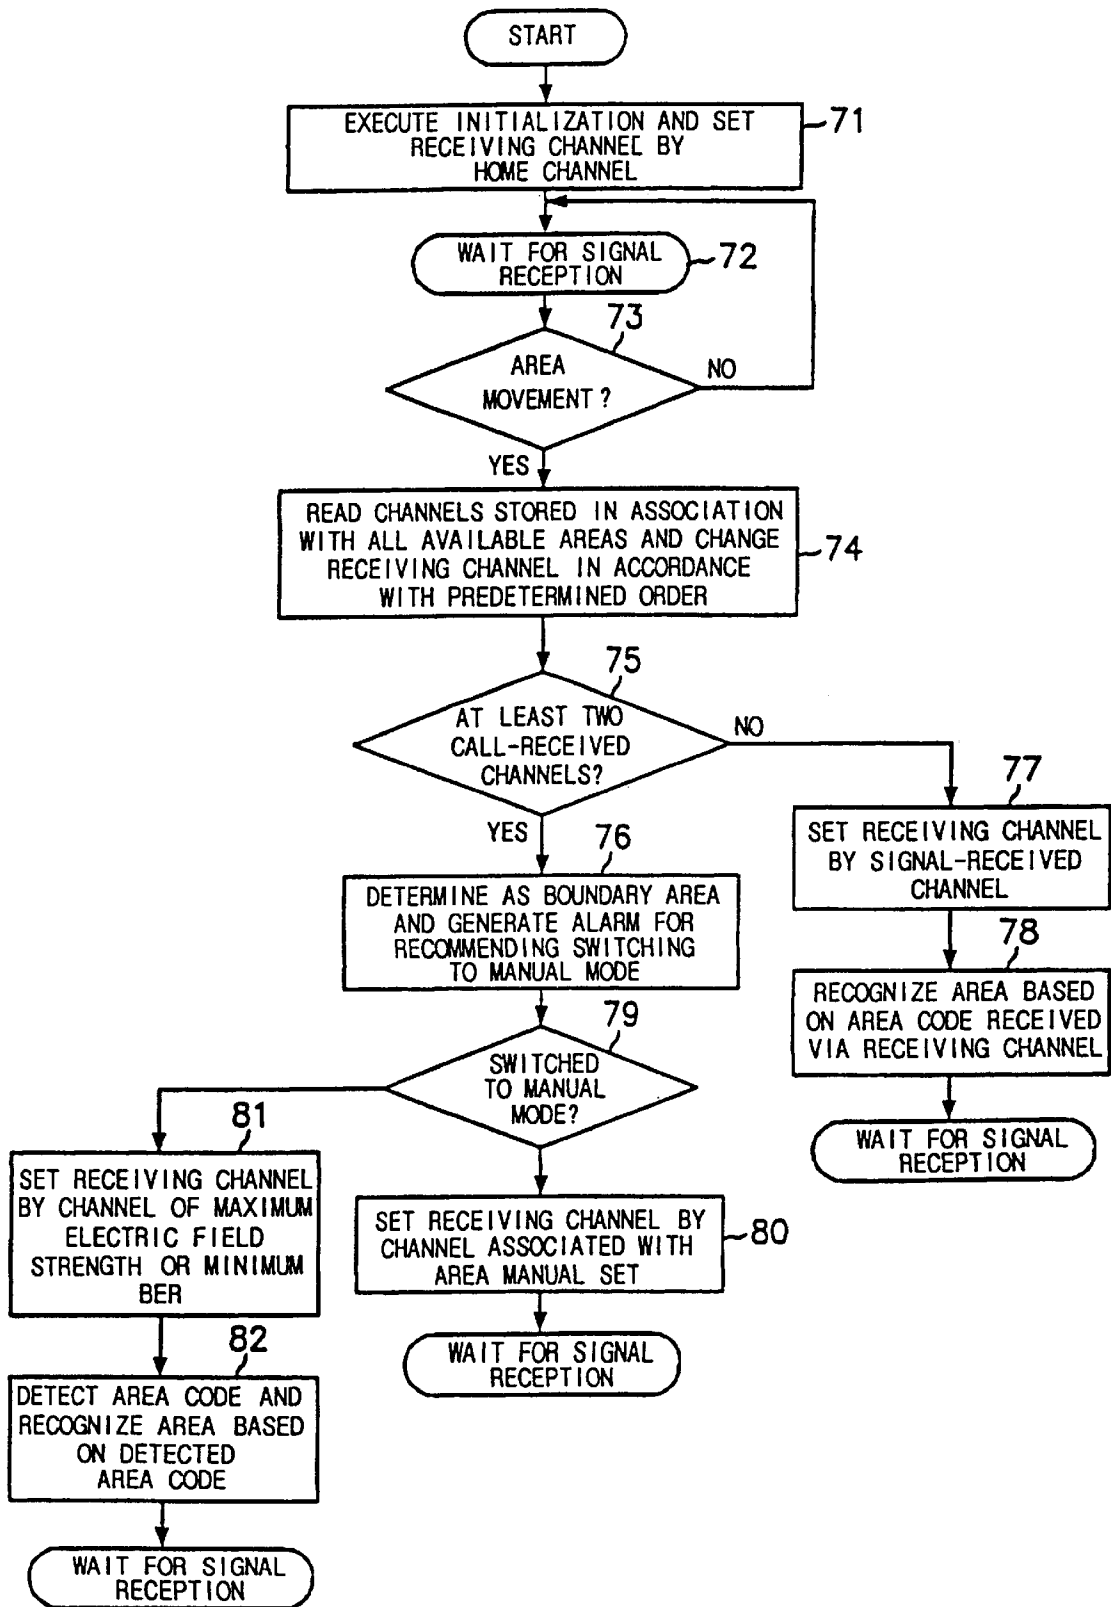 START
EXECUTE INITIALIZATION AND SET
RECEIVING CHANNEL BY
HOME CHANNEL
71
WAIT FOR SIGNAL
RECEPTION
72
73
AREA
MOVEMENT?
NO
YES
READ CHANNELS STORED IN ASSOCIATION
WITH ALL AVAILABLE AREAS AND CHANGE
RECEIVING CHANNEL IN ACCORDANCE
WITH PREDETERMINED ORDER
74
75
AT LEAST TWO
CALL-RECEIVED
CHANNELS?
NO
YES
76
DETERMINE AS BOUNDARY AREA
AND GENERATE ALARM FOR
RECOMMENDING SWITCHING
TO MANUAL MODE
77
SET RECEIVING CHANNEL
BY SIGNAL-RECEIVED
CHANNEL
78
RECOGNIZE AREA BASED
ON AREA CODE RECEIVED
VIA RECEIVING CHANNEL
WAIT FOR SIGNAL
RECEPTION
79
SWITCHED
TO MANUAL
MODE?
81
SET RECEIVING CHANNEL
BY CHANNEL OF MAXIMUM
ELECTRIC FIELD
STRENGTH OR MINIMUM
BER
SET RECEIVING CHANNEL BY
CHANNEL ASSOCIATED WITH
AREA MANUAL SET
80
WAIT FOR SIGNAL
RECEPTION
82
DETECT AREA CODE AND
RECOGNIZE AREA BASED
ON DETECTED
AREA CODE
WAIT FOR SIGNAL
RECEPTION